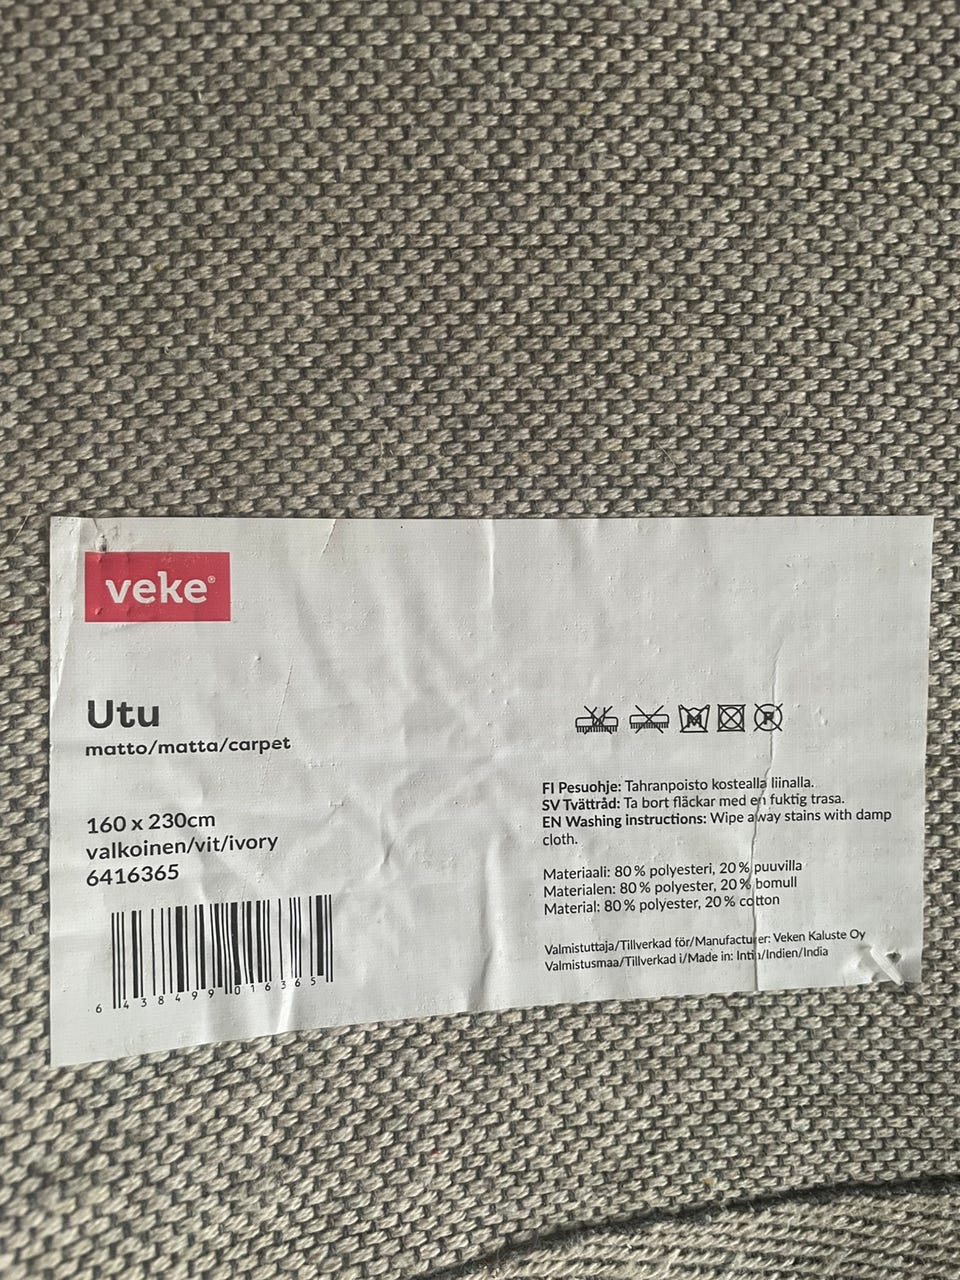 veke®
Utu
matto/matta/carpet
160 x 230cm
valkoinen/vit/ivory
6416365
6 438499 016365
FI Pesuohje: Tahranpoisto kostealla liinalla.
SV Tvättråd: Ta bort fläckar med en fuktig trasa.
EN Washing instructions: Wipe away stains with damp
cloth.
Materiaali: 80 % polyesteri, 20 % puuvilla
Materialen: 80 % polyester, 20 % bomull
Material: 80 % polyester, 20 % cotton
Valmistuttaja/Tillverkad för/Manufacturer: Veken Kaluste Oy
Valmistusmaa/Tillverkad i/Made in: Intia/Indien/India